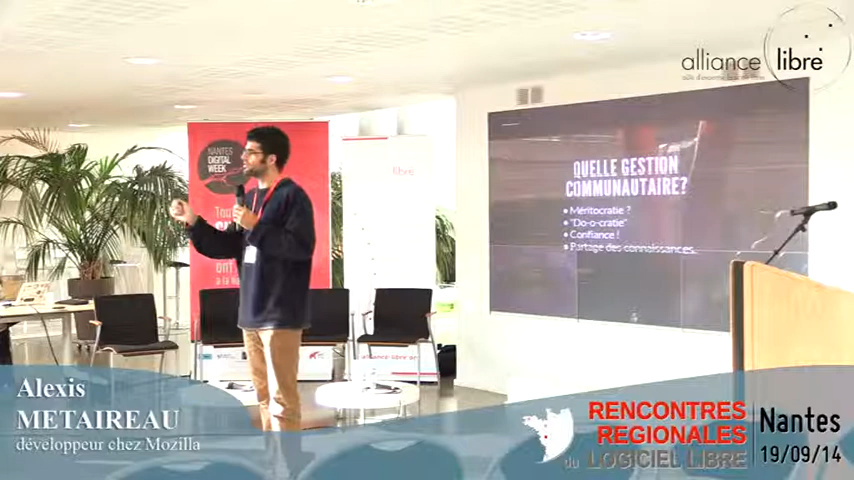 alliance libre
NANTES
DIGITAL
WEEK
libre
QUELLE GESTION
COMMUNAUTAIRE?
Méritocratie ?
"Do-o-cratie"
Confiance !
Partage des connaissances
Alexis
METAIREAU
développeur chez Mozilla
RENCONTRES
REGIONALES
du LOGICIEL LIBRE
Nantes
19/09/14